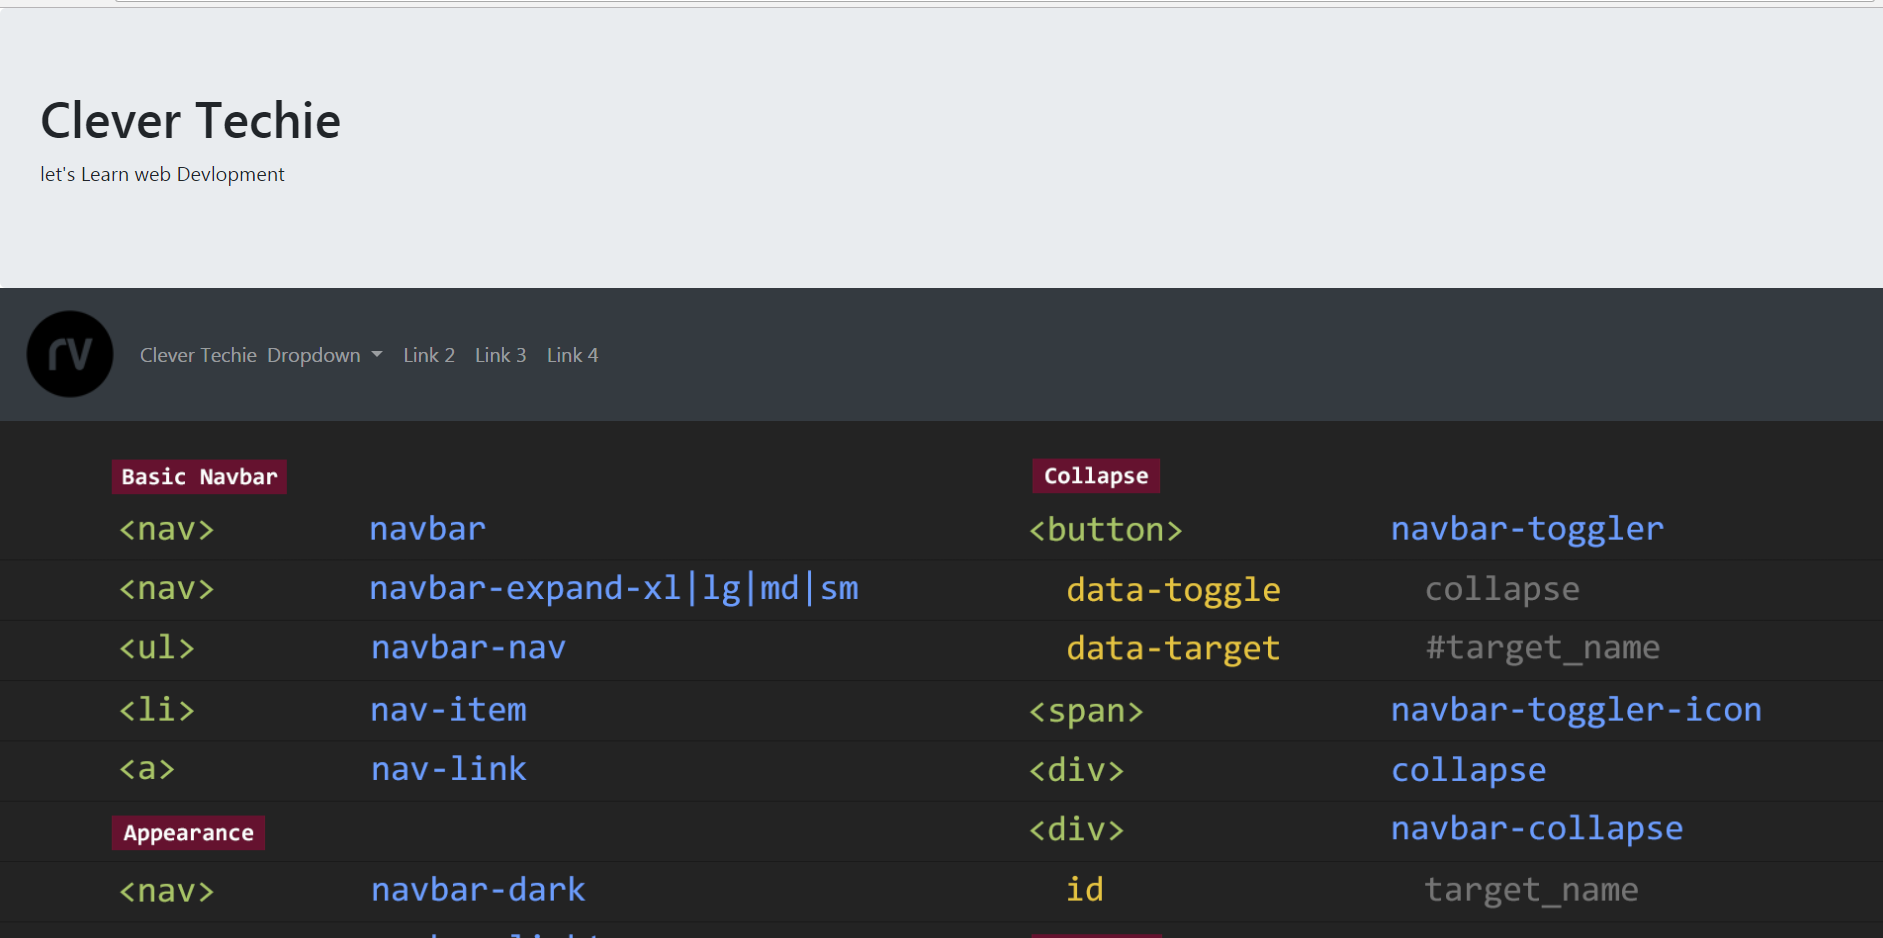 Clever Techie
let's Learn web Devlopment
rv
Clever Techie Dropdown Link 2 Link 3 Link 4
Basic Navbar
<nav> navbar
<nav> navbar-expand-xl|lg|md|sm
<ul> navbar-nav
<li> nav-item
<a> nav-link
Appearance
<nav> navbar-dark
Collapse
<button> navbar-toggler
data-toggle collapse
data-target #target_name
<span> navbar-toggler-icon
<div> collapse
<div> navbar-collapse
id target_name